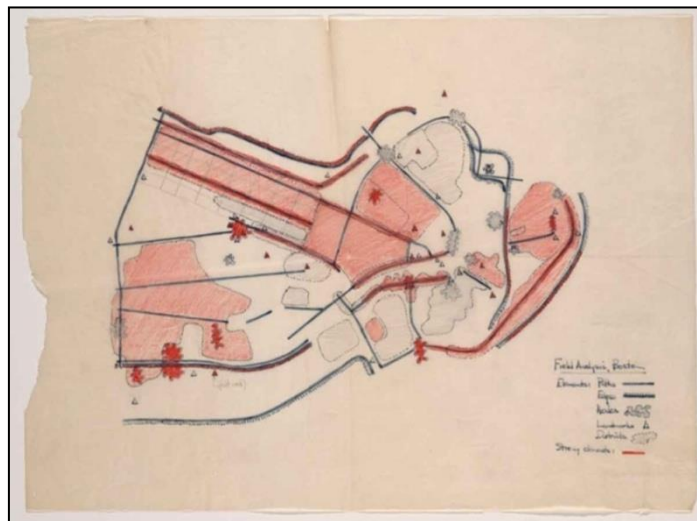 Field Analysis, Boston
Elements: Paths
Edges
Nodes
Landmarks
Districts
Strong elements: